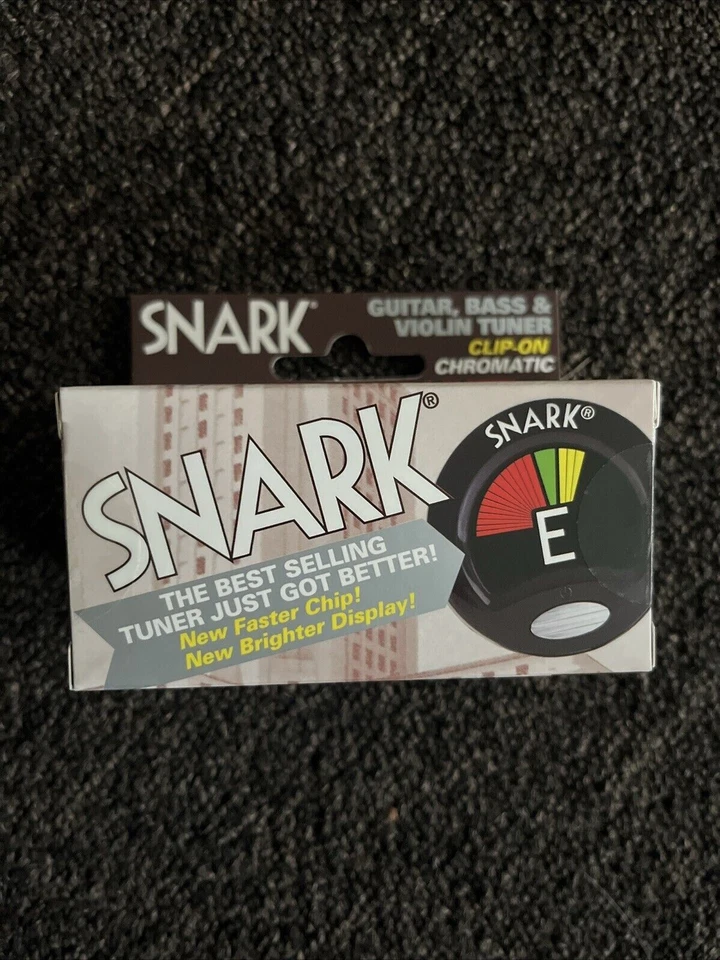 SNARK®
GUITAR, BASS &
VIOLIN TUNER
CLIP-ON
CHROMATIC
SNARK®
THE BEST SELLING
TUNER JUST GOT BETTER!
New Faster Chip!
New Brighter Display!
SNARK®
E